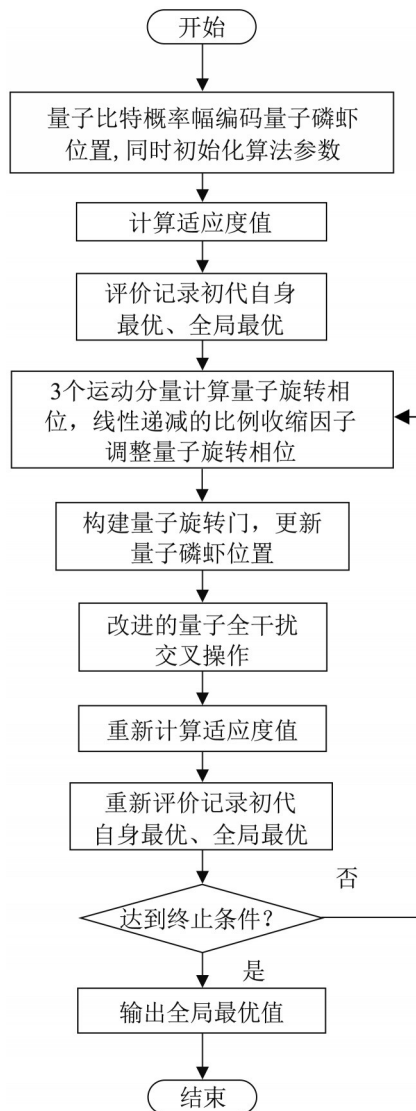 开始
量子比特概率幅编码量子磷虾
位置,同时初始化算法参数
计算适应度值
评价记录初代自身
最优、全局最优
3个运动分量计算量子旋转相
位，线性递减的比例收缩因子
调整量子旋转相位
构建量子旋转门，更新
量子磷虾位置
改进的量子全干扰
交叉操作
重新计算适应度值
重新评价记录初代
自身最优、全局最优
否
达到终止条件?
是
输出全局最优值
结束